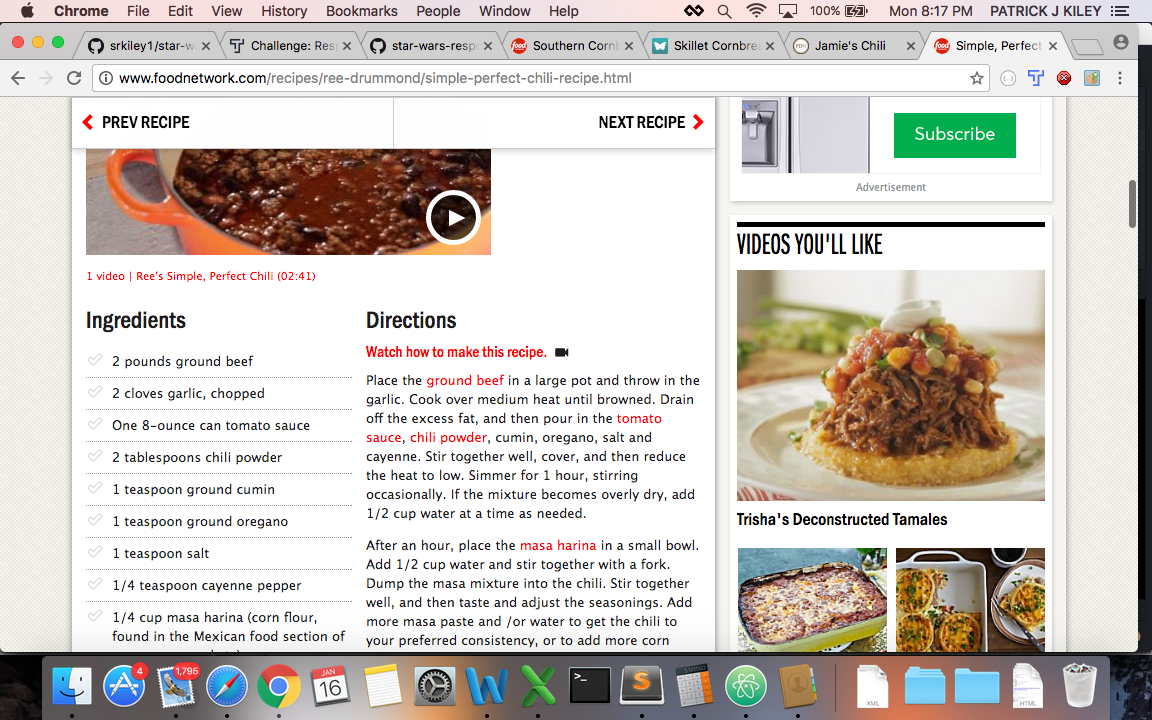 Chrome File Edit View History Bookmarks People Window Help 100% Mon 8:17 PM PATRICK J KILEY
srkiley1/star-w Challenge: Resp star-wars-respo Southern Cornb Skillet Cornbrea FDN Jamie's Chili food Simple, Perfect
www.foodnetwork.com/recipes/ree-drummond/simple-perfect-chili-recipe.html
PREV RECIPE NEXT RECIPE
Subscribe
Advertisement
1 video | Ree's Simple, Perfect Chili (02:41)
Ingredients
2 pounds ground beef
2 cloves garlic, chopped
One 8-ounce can tomato sauce
2 tablespoons chili powder
1 teaspoon ground cumin
1 teaspoon ground oregano
1 teaspoon salt
1/4 teaspoon cayenne pepper
1/4 cup masa harina (corn flour,
found in the Mexican food section of
Directions
Watch how to make this recipe.
Place the ground beef in a large pot and throw in the
garlic. Cook over medium heat until browned. Drain
off the excess fat, and then pour in the tomato
sauce, chili powder, cumin, oregano, salt and
cayenne. Stir together well, cover, and then reduce
the heat to low. Simmer for 1 hour, stirring
occasionally. If the mixture becomes overly dry, add
1/2 cup water at a time as needed.
After an hour, place the masa harina in a small bowl.
Add 1/2 cup water and stir together with a fork.
Dump the masa mixture into the chili. Stir together
well, and then taste and adjust the seasonings. Add
more masa paste and /or water to get the chili to
your preferred consistency, or to add more corn
VIDEOS YOU'LL LIKE
Trisha's Deconstructed Tamales
4
1,795
JAN
16
XML
HTML